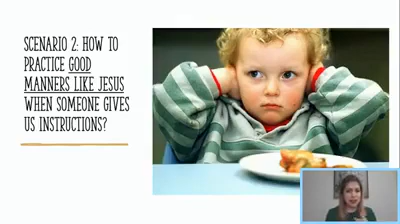 SCENARIO 2: HOW TO
PRACTICE GOOD
MANNERS LIKE JESUS
WHEN SOMEONE GIVES
US INSTRUCTIONS?